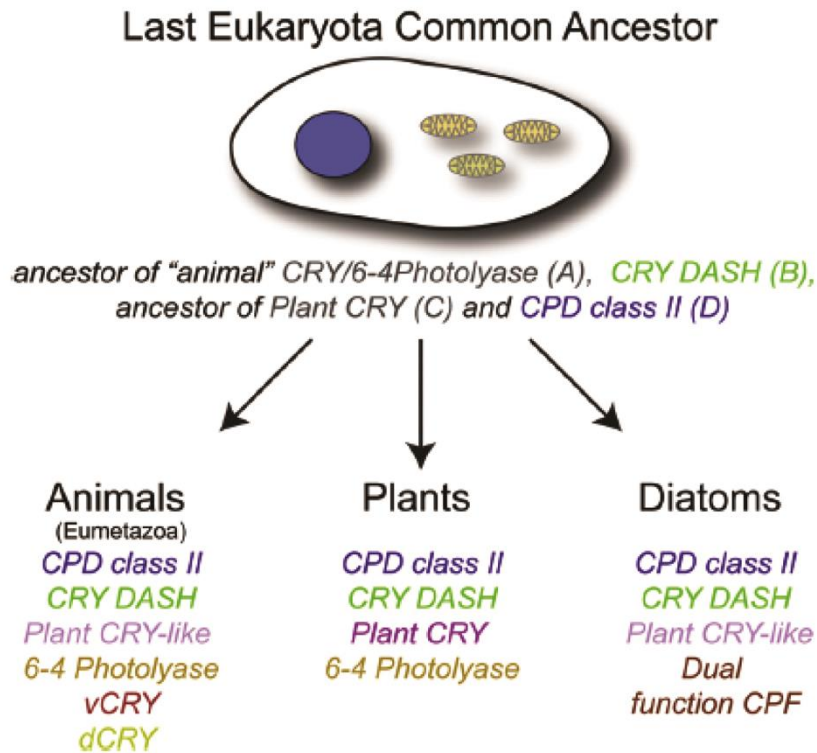 Last Eukaryota Common Ancestor
ancestor of "animal" CRY/6-4Photolyase (A), CRY DASH (B),
ancestor of Plant CRY (C) and CPD class II (D)
Animals
(Eumetazoa)
CPD class II
CRY DASH
Plant CRY-like
6-4 Photolyase
vCRY
dCRY
Plants
CPD class II
CRY DASH
Plant CRY
6-4 Photolyase
Diatoms
CPD class II
CRY DASH
Plant CRY-like
Dual
function CPF